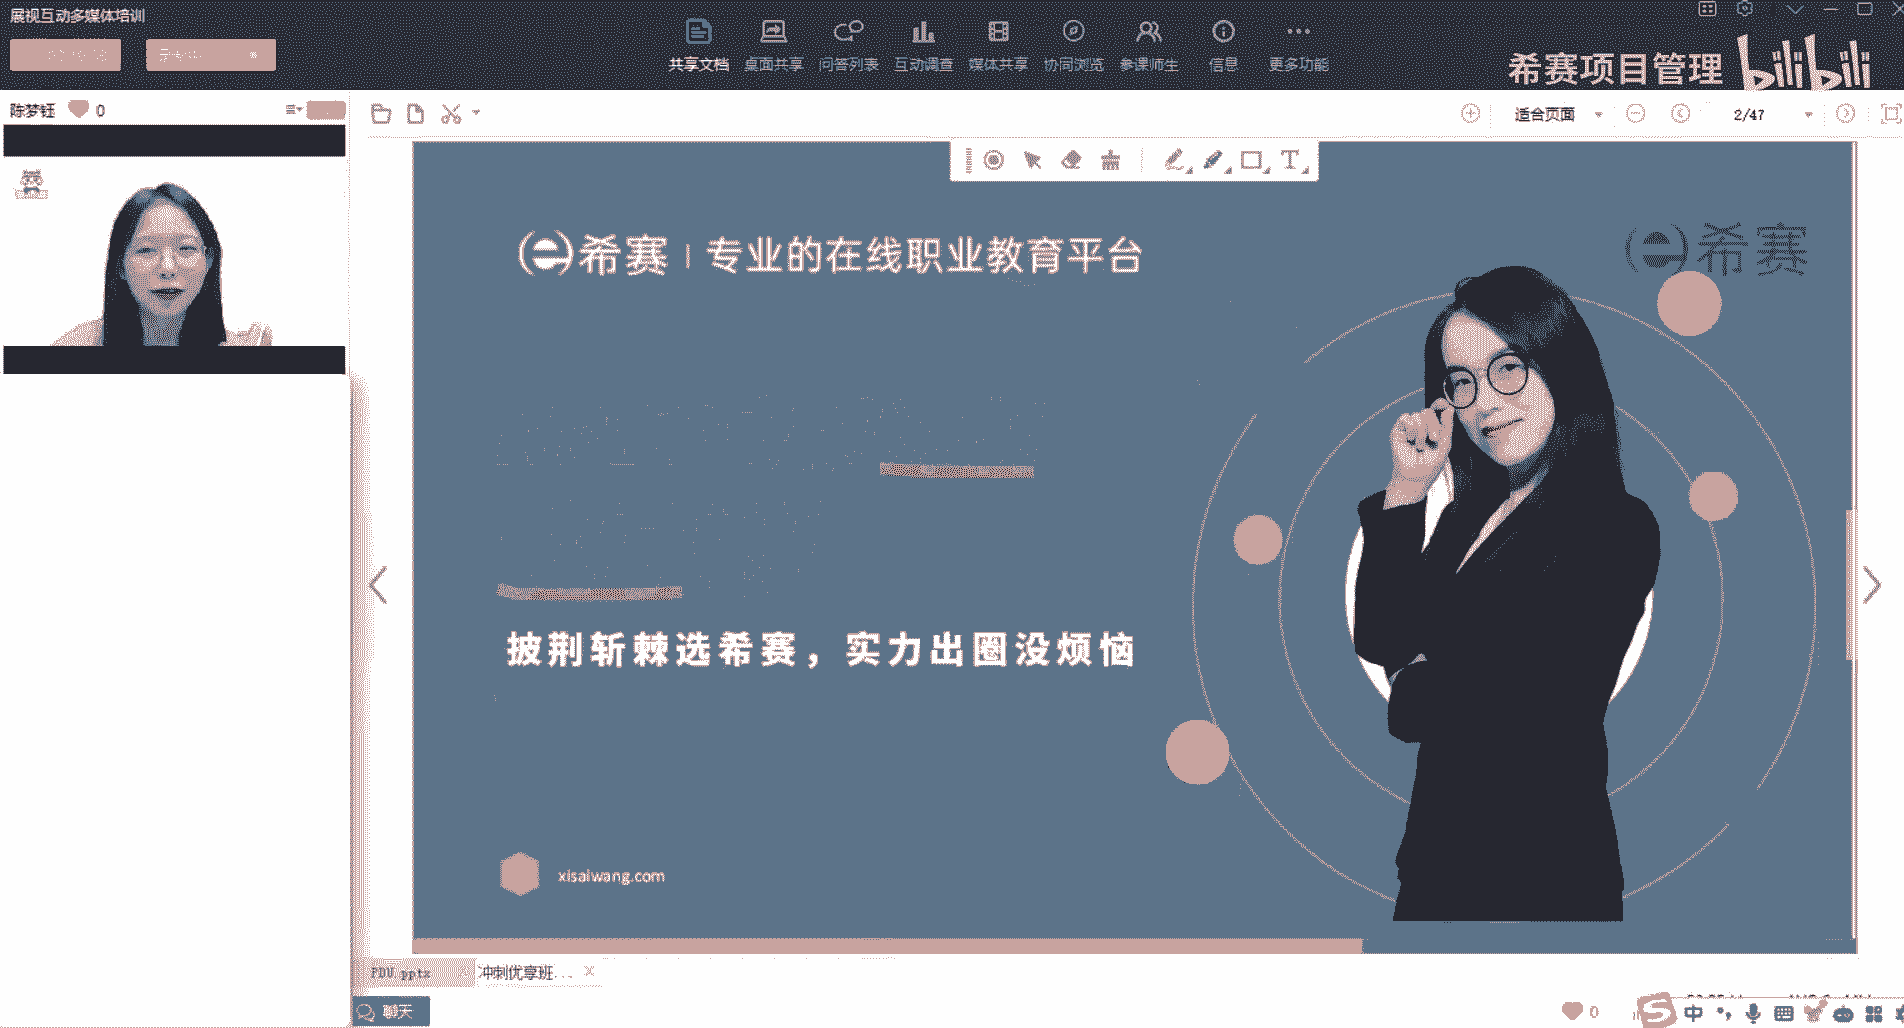 展视互动多媒体培训
共享文档 桌面共享 问答列表 互动调查 媒体共享 协同浏览 参课师生 信息 更多功能
希赛项目管理 bilibili
陈梦钰 0
适合页面 2/47
希赛 | 专业的在线职业教育平台
希赛
披荆斩棘选希赛，实力出圈没烦恼
xisaiwang.com
PDU.pptx 冲刺优享班...
聊天
0
中